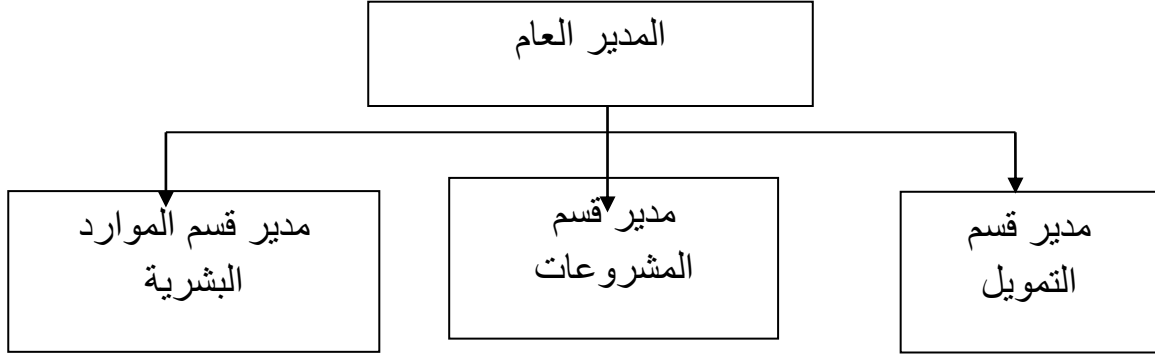 المدير العام
مدير قسم
التمويل
مدير قسم
المشروعات
مدير قسم الموارد
البشرية